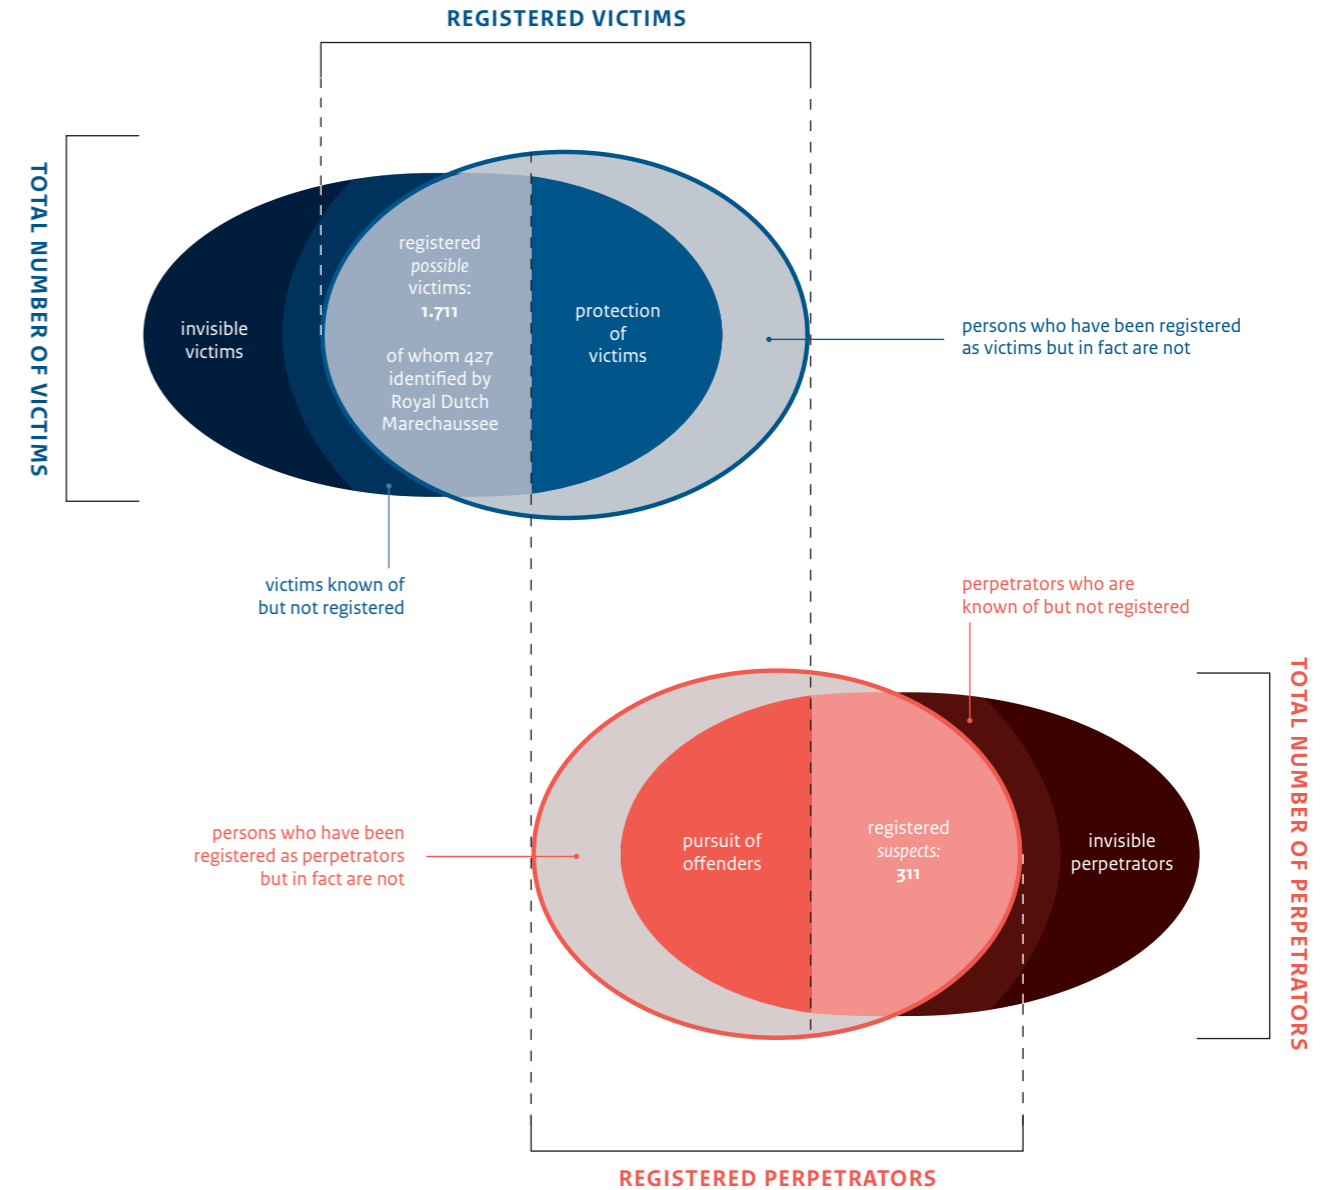 REGISTERED VICTIMS
TOTAL NUMBER OF VICTIMS
registered
possible
victims:
1.711
of whom 427
identified by
Royal Dutch
Marechaussee
invisible
victims
protection
of
victims
persons who have been registered
as victims but in fact are not
victims known of
but not registered
perpetrators who are
known of but not registered
TOTAL NUMBER OF PERPETRATORS
persons who have been
registered as perpetrators
but in fact are not
pursuit of
offenders
registered
suspects:
311
invisible
perpetrators
REGISTERED PERPETRATORS